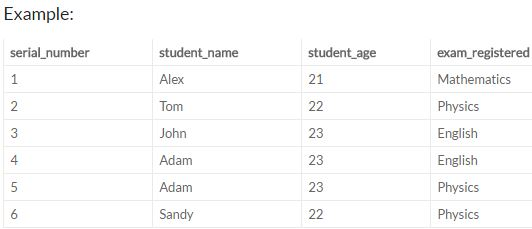 Example:
serial_number student_name student_age exam_registered
1 Alex 21 Mathematics
2 Tom 22 Physics
3 John 23 English
4 Adam 23 English
5 Adam 23 Physics
6 Sandy 22 Physics